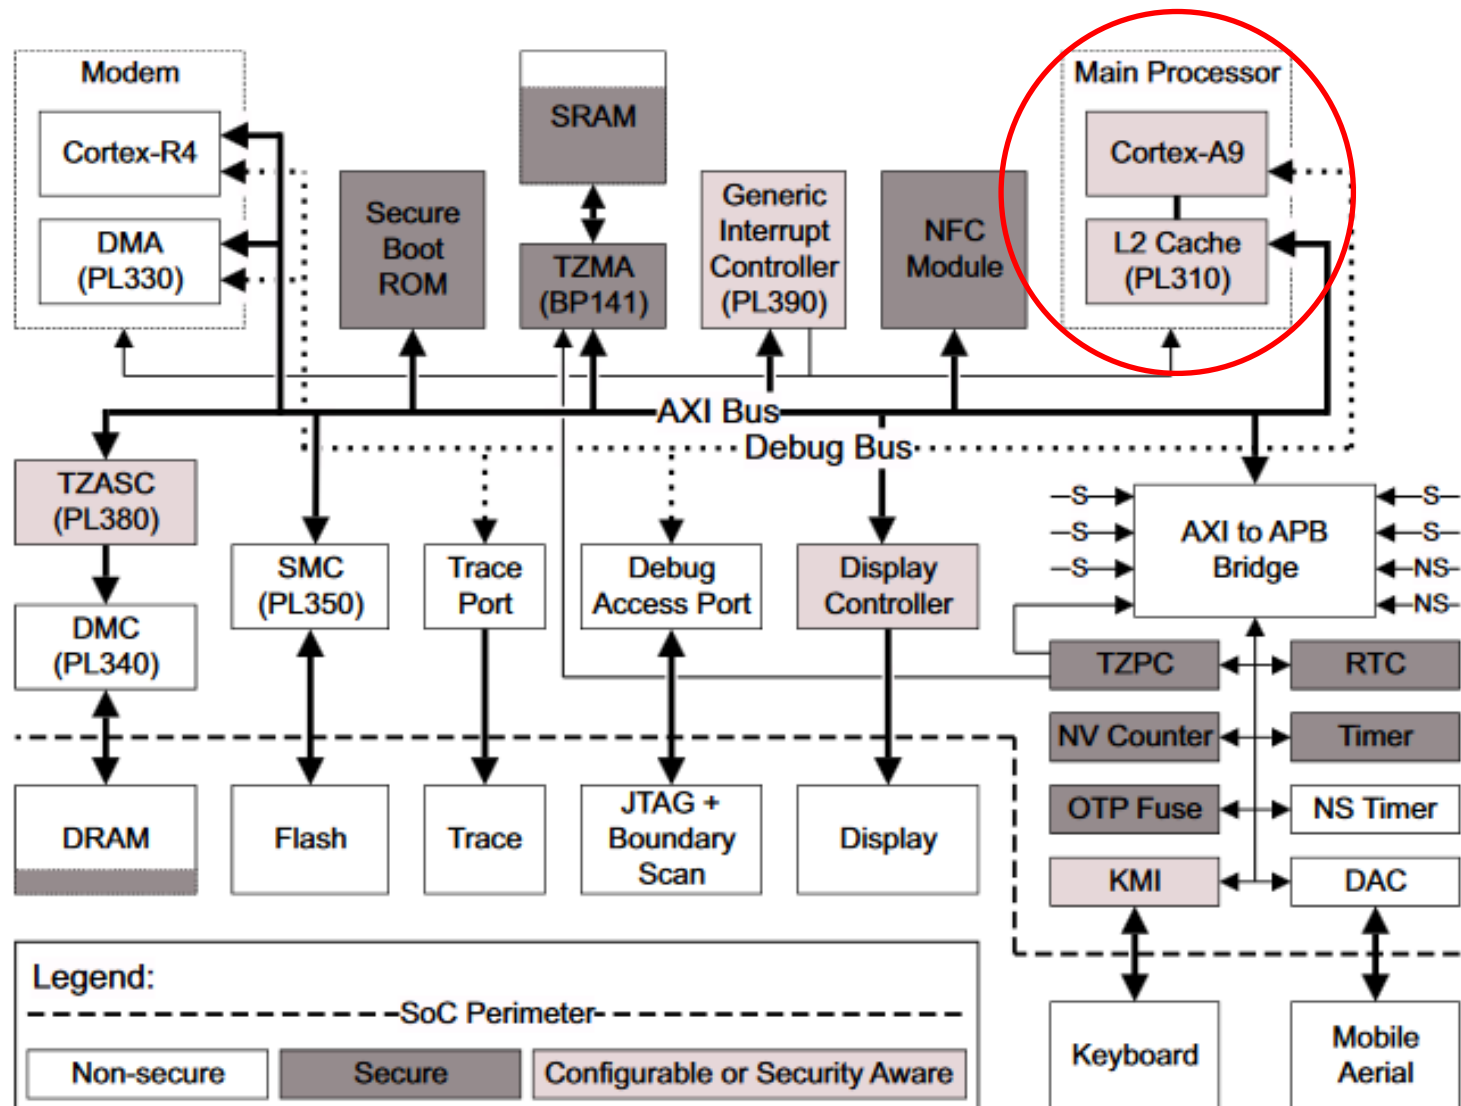 Modem
Cortex-R4
DMA
(PL330)
Secure
Boot
ROM
SRAM
TZMA
(BP141)
Generic
Interrupt
Controller
(PL390)
NFC
Module
Main Processor
Cortex-A9
L2 Cache
(PL310)
AXI Bus
Debug Bus
TZASC
(PL380)
DMC
(PL340)
SMC
(PL350)
Trace
Port
Debug
Access Port
Display
Controller
S
S
S
AXI to APB
Bridge
S
S
NS
NS
TZPC
RTC
NV Counter
Timer
OTP Fuse
NS Timer
KMI
DAC
DRAM
Flash
Trace
JTAG +
Boundary
Scan
Display
Keyboard
Mobile
Aerial
Legend:
SoC Perimeter
Non-secure
Secure
Configurable or Security Aware